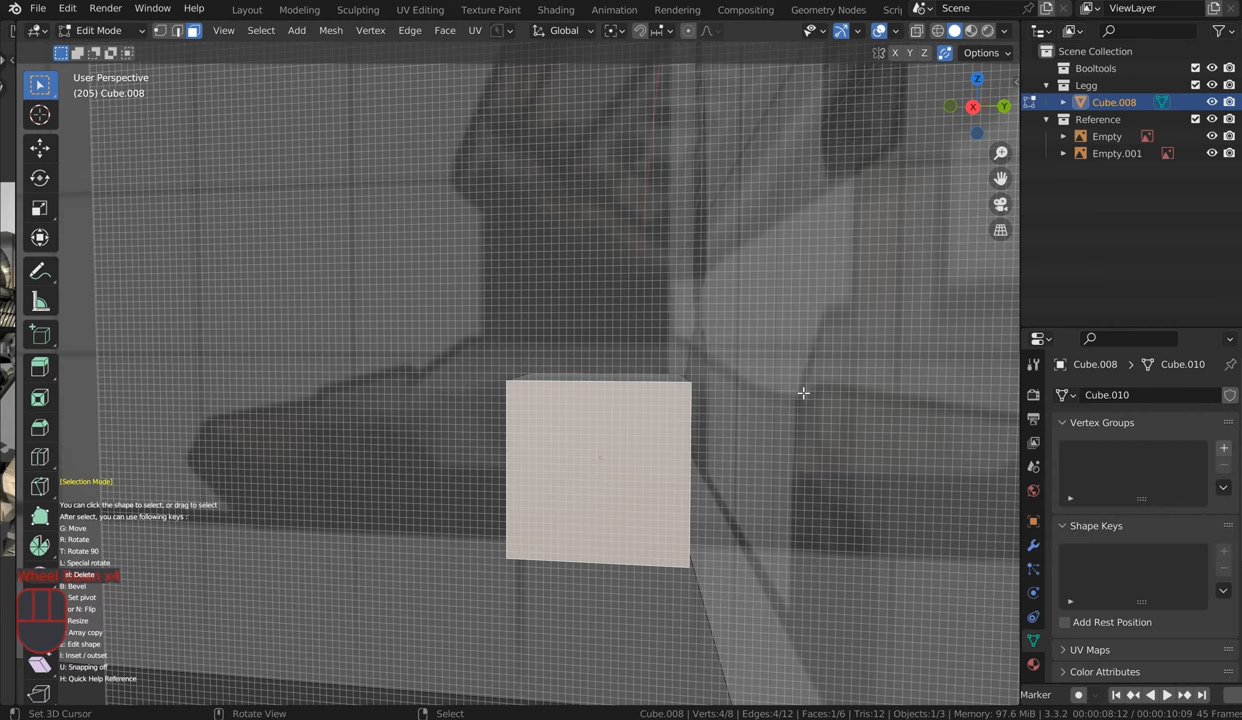 File Edit Render Window Help
Layout Modeling Sculpting UV Editing Texture Paint Shading Animation Rendering Compositing Geometry Nodes Scri
Scene
ViewLayer
Edit Mode
View Select Add Mesh Vertex Edge Face UV
Global
X Y Z
Options
User Perspective
(205) Cube.008
Z
X
Y
Scene Collection
Booltools
Legg
Cube.008
Reference
Empty
Empty.001
Cube.008 > Cube.010
Cube.010
Vertex Groups
Shape Keys
Add Rest Position
UV Maps
Color Attributes
[Selection Mode]
You can click the shape to select, or drag to select
After select, you can use following keys :
G: Move
R: Rotate
T: Rotate 90
L: Special rotate
Delete
B: Bevel
Set pivot
or N: Flip
Resize
Array copy
Edit shape
I: Inset / outset
U: Snapping off
H: Quick Help Reference
Marker
Set 3D Cursor
Rotate View
Select
Cube.008 | Verts:4/8 | Edges:4/12 | Faces:1/6 | Tris:12 | Objects:1/3 | Memory: 97.6 MiB | 3.3.2 00:00:08:12 / 00:00:10:09 45 Frames